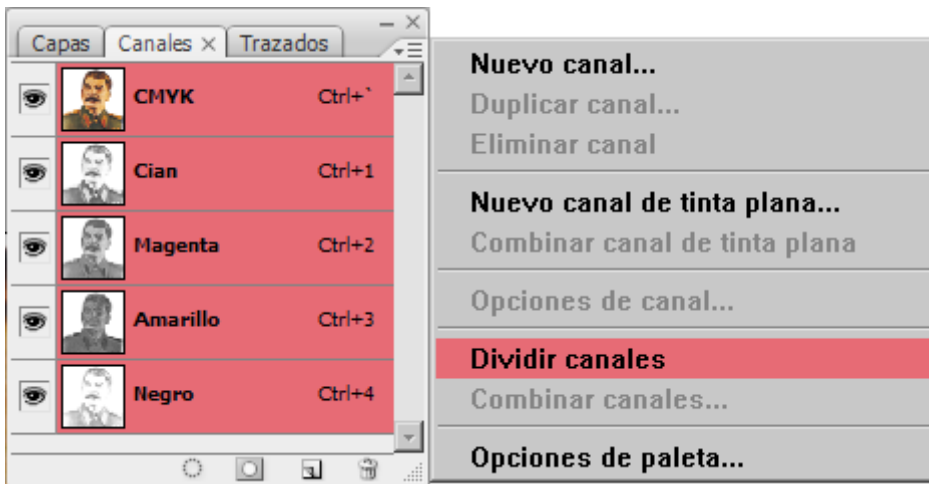 Capas Canales × Trazados
CMYK Ctrl+`
Cian Ctrl+1
Magenta Ctrl+2
Amarillo Ctrl+3
Negro Ctrl+4
Nuevo canal...
Duplicar canal...
Eliminar canal
Nuevo canal de tinta plana...
Combinar canal de tinta plana
Opciones de canal...
Dividir canales
Combinar canales...
Opciones de paleta...